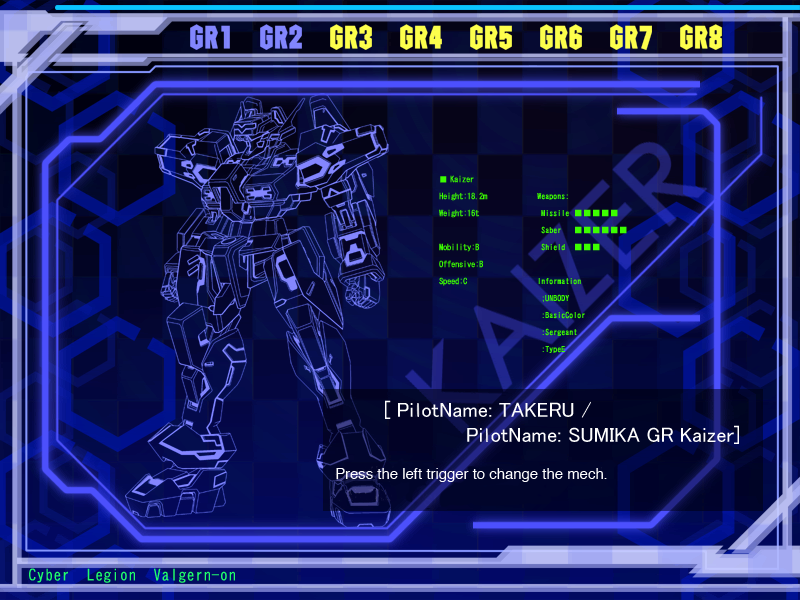 GR1 GR2 GR3 GR4 GR5 GR6 GR7 GR8
KAIZER
■ Kaizer
Height:18.2m
Weight:16t
Mobility:8
Offensive:B
Speed:C
Weapons:
Missile ■■■■■
Saber ■■■■■■
Shield ■■■
Information
;UNBODY
:BasicColor
:Sergeant
:TypeE
[ PilotName: TAKERU /
PilotName: SUMIKA GR Kaizer]
Press the left trigger to change the mech.
Cyber Legion Valgern-on